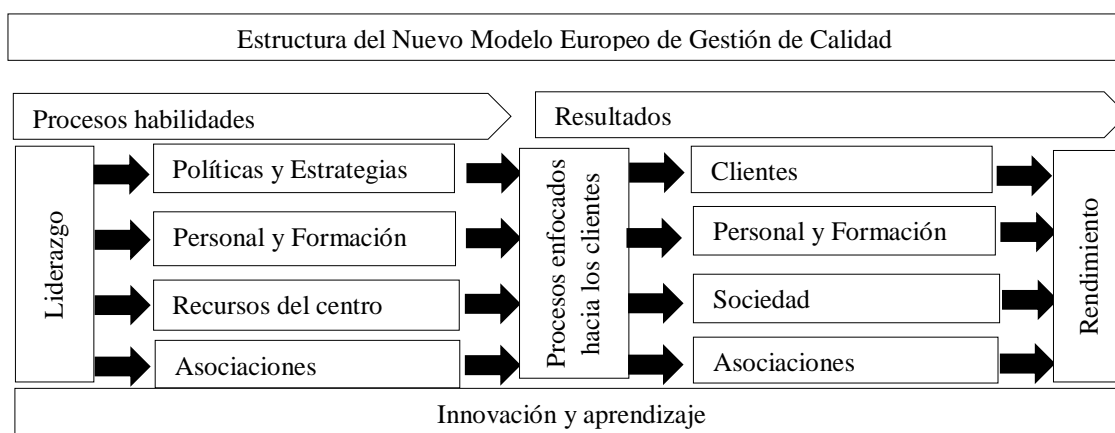 Estructura del Nuevo Modelo Europeo de Gestión de Calidad
Procesos habilidades
Resultados
Liderazgo
Políticas y Estrategias
Personal y Formación
Recursos del centro
Asociaciones
Procesos enfocados
hacia los clientes
Clientes
Personal y Formación
Sociedad
Asociaciones
Rendimiento
Innovación y aprendizaje